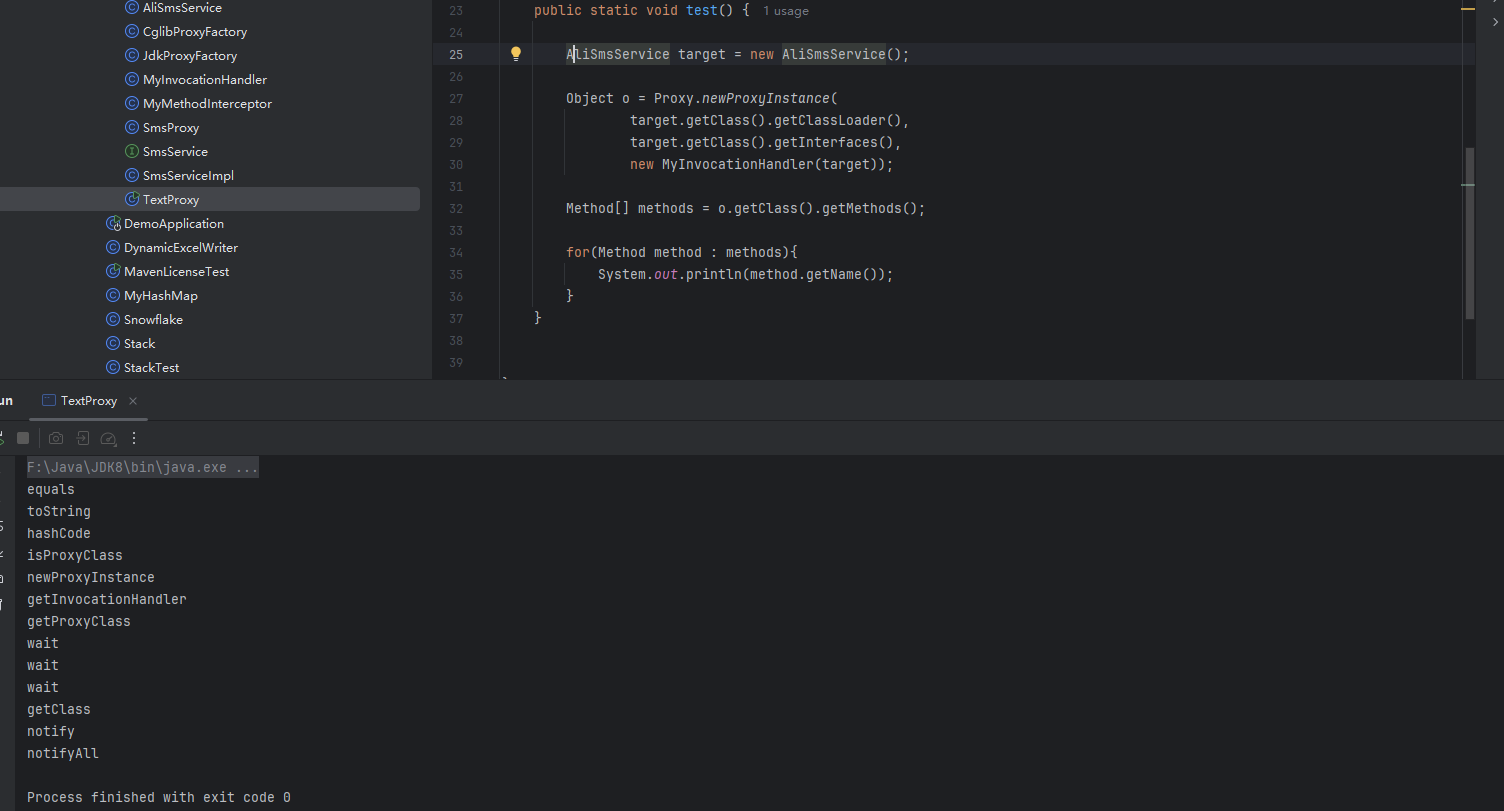 AliSmsService
CglibProxyFactory
JdkProxyFactory
MyInvocationHandler
MyMethodInterceptor
SmsProxy
SmsService
SmsServiceImpl
TextProxy
DemoApplication
DynamicExcelWriter
MavenLicenseTest
MyHashMap
Snowflake
Stack
StackTest
23 public static void test() { 1 usage
24
25 AliSmsService target = new AliSmsService();
26
27 Object o = Proxy.newProxyInstance(
28 target.getClass().getClassLoader(),
29 target.getClass().getInterfaces(),
30 new MyInvocationHandler(target));
31
32 Method[] methods = o.getClass().getMethods();
33
34 for(Method method : methods){
35 System.out.println(method.getName());
36 }
37 }
38
39
un TextProxy
F:\Java\JDK8\bin\java.exe ...
equals
toString
hashCode
isProxyClass
newProxyInstance
getInvocationHandler
getProxyClass
wait
wait
wait
getClass
notify
notifyAll
Process finished with exit code 0